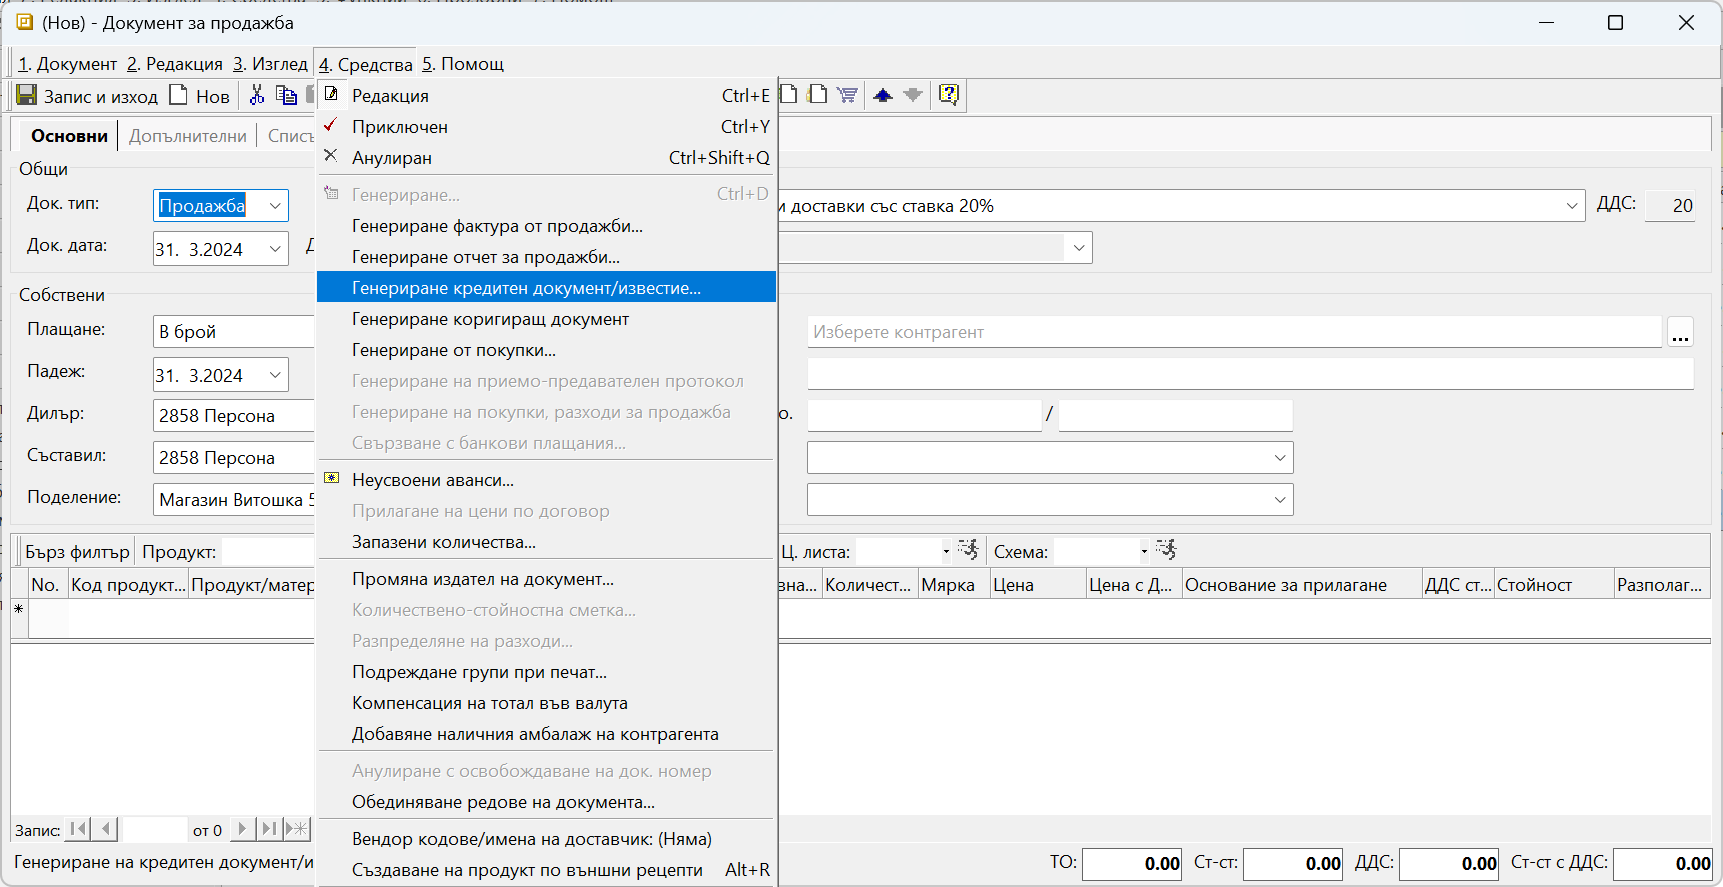 (Нов) - Документ за продажба
1. Документ 2. Редакция 3. Изглед 4. Средства 5. Помощ
Запис и изход Нов
Основни Допълнителни
Общи
Док. тип: Продажба
и доставки със ставка 20% ДДС: 20
Док. дата: 31. 3.2024
Собствени
Плащане: В брой
Изберете контрагент ...
Падеж: 31. 3.2024
Дилър: 2858 Персона
/
Съставил: 2858 Персона
Поделение: Магазин Витошка
Редакция Ctrl+E
Приключен Ctrl+Y
Анулиран Ctrl+Shift+Q
Генериране... Ctrl+D
Генериране фактура от продажби...
Генериране отчет за продажби...
Генериране кредитен документ/известие...
Генериране коригиращ документ
Генериране от покупки...
Генериране на приемо-предавателен протокол
Генериране на покупки, разходи за продажба
Свързване с банкови плащания...
Неусвоени аванси...
Прилагане на цени по договор
Запазени количества...
Промяна издател на документ...
Количествено-стойностна сметка...
Разпределяне на разходи...
Подреждане групи при печат...
Компенсация на тотал във валута
Добавяне наличния амбалаж на контрагента
Анулиране с освобождаване на док. номер
Обединяване редове на документа...
Вендор кодове/имена на доставчик: (Няма)
Създаване на продукт по външни рецепти Alt+R
Бърз филтър Продукт: Ц. листа: Схема:
No. Код продукт... Продукт/матер вна... Количест... Мярка Цена Цена с Д... Основание за прилагане ДДС ст... Стойност Разполаг...
Запис: от 0
Генериране на кредитен документ/и
ТО: 0.00 Ст-ст: 0.00 ДДС: 0.00 Ст-ст с ДДС: 0.00